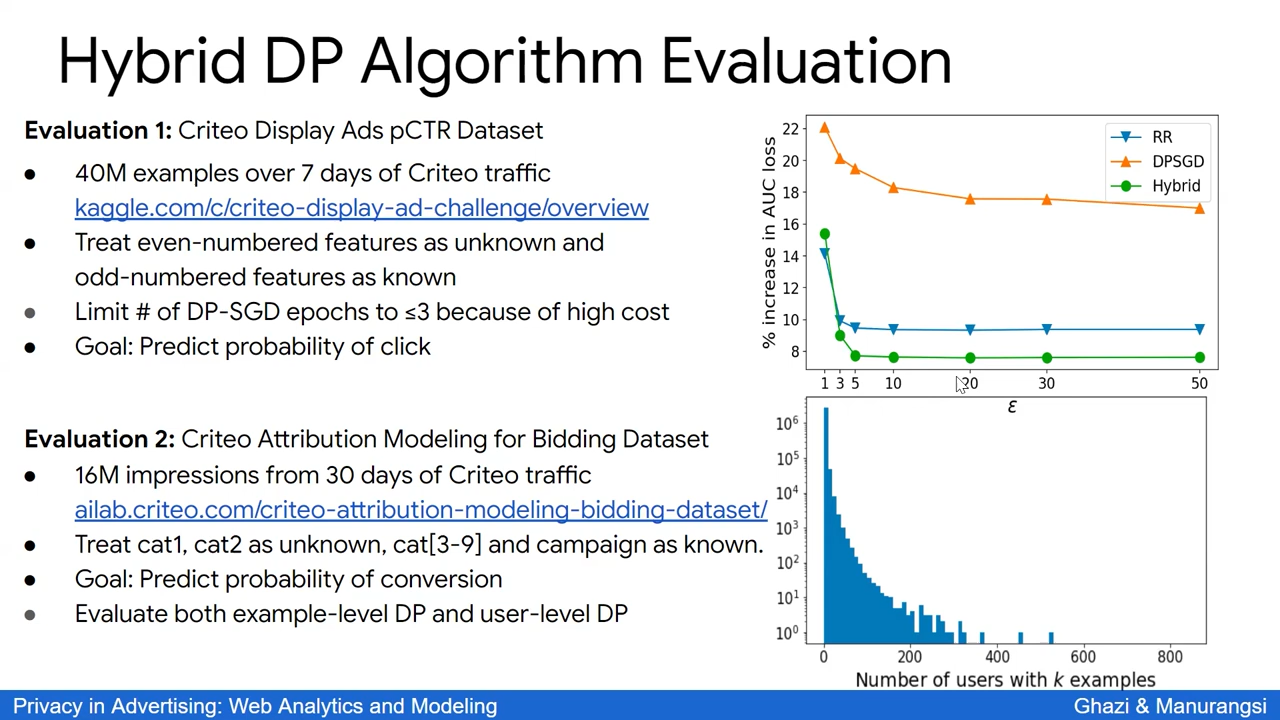 Hybrid DP Algorithm Evaluation
Evaluation 1: Criteo Display Ads pCTR Dataset
● 40M examples over 7 days of Criteo traffic
kaggle.com/c/criteo-display-ad-challenge/overview
● Treat even-numbered features as unknown and
odd-numbered features as known
● Limit # of DP-SGD epochs to ≤3 because of high cost
● Goal: Predict probability of click
Evaluation 2: Criteo Attribution Modeling for Bidding Dataset
● 16M impressions from 30 days of Criteo traffic
ailab.criteo.com/criteo-attribution-modeling-bidding-dataset/
● Treat cat1, cat2 as unknown, cat[3-9] and campaign as known.
● Goal: Predict probability of conversion
● Evaluate both example-level DP and user-level DP
% increase in AUC loss
22
20
18
16
14
12
10
8
RR
DPSGD
Hybrid
1 3 5 10 20 30 50
ε
10⁶
10⁵
10⁴
10³
10²
10¹
10⁰
0 200 400 600 800
Number of users with k examples
Privacy in Advertising: Web Analytics and Modeling
Ghazi & Manurangsi